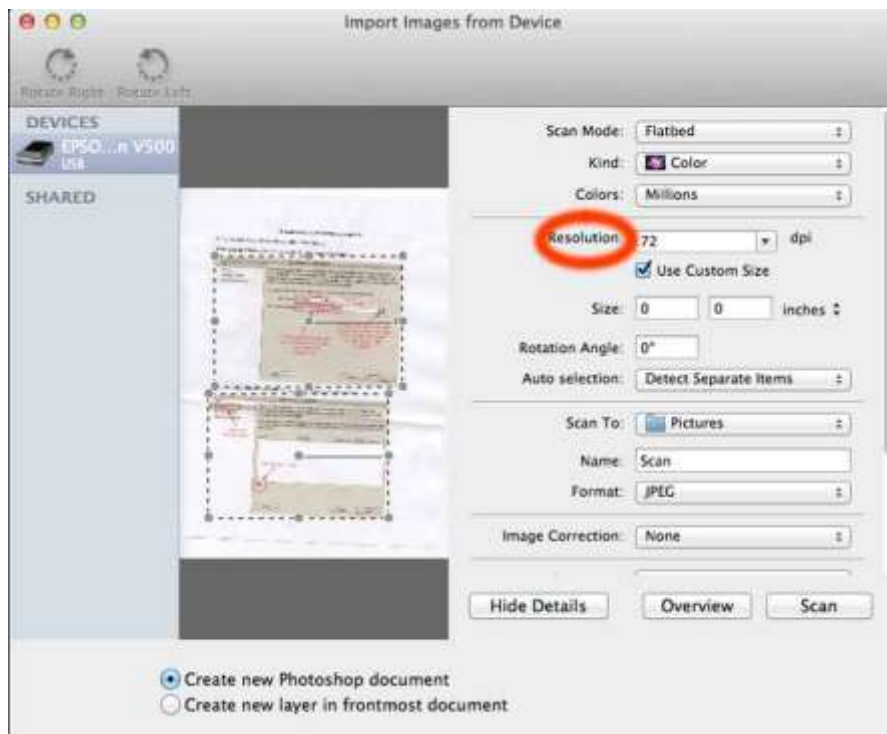 Import Images from Device
Rotate Right Rotate Left
DEVICES
EPSO...n V500
USB
SHARED
Scan Mode: Flatbed
Kind: Color
Colors: Millions
Resolution: 72 dpi
Use Custom Size
Size: 0 0 inches
Rotation Angle: 0°
Auto selection: Detect Separate Items
Scan To: Pictures
Name: Scan
Format: JPEG
Image Correction: None
Hide Details Overview Scan
Create new Photoshop document
Create new layer in frontmost document